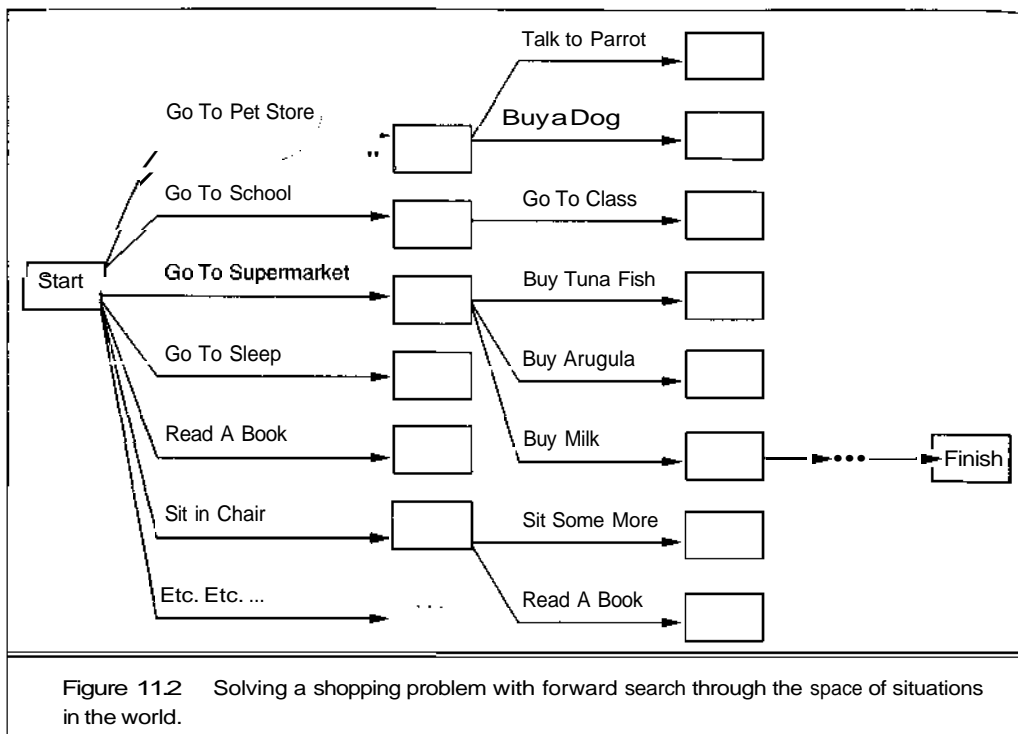 Talk to Parrot
Go To Pet Store
Buy a Dog
Go To School
Go To Class
Start
Go To Supermarket
Buy Tuna Fish
Go To Sleep
Buy Arugula
Read A Book
Buy Milk
•••
Finish
Sit in Chair
Sit Some More
Etc. Etc. ...
...
Read A Book
Figure 11.2 Solving a shopping problem with forward search through the space of situations
in the world.